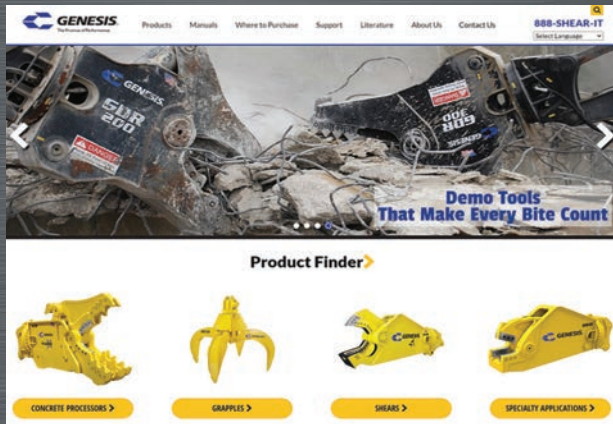 GENESIS
The Promise of Performance
Products
Manuals
Where to Purchase
Support
Literature
About Us
Contact Us
888-SHEAR-IT
Select Language
GENESIS
SDR
200
DANGER
DANGER
GENESIS
GDR
200
Demo Tools
That Make Every Bite Count
Product Finder
GENESIS
GENESIS
CONCRETE PROCESSORS
GRAPPLES
SHEARS
SPECIALTY APPLICATIONS